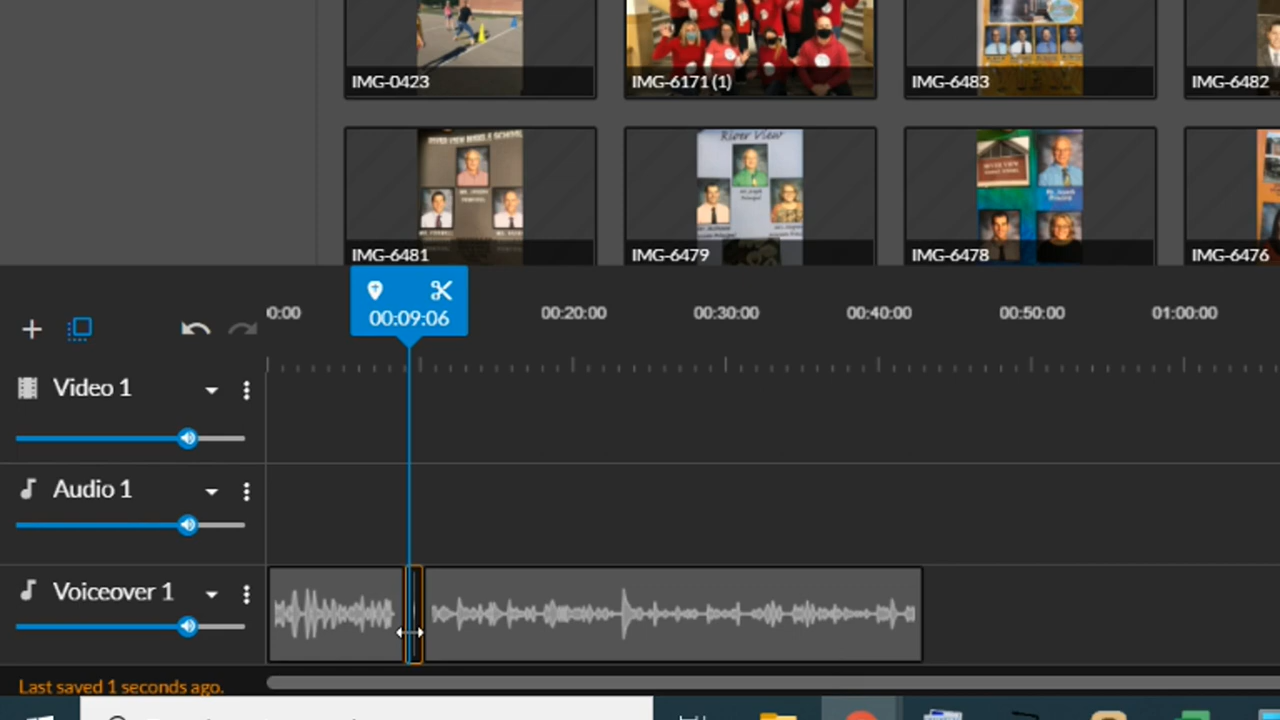 IMG-0423
IMG-6171 (1)
IMG-6483
IMG-6482
River View
IMG-6481
IMG-6479
IMG-6478
IMG-6476
00:09:06
0:00
00:20:00
00:30:00
00:40:00
00:50:00
01:00:00
Video 1
Audio 1
Voiceover 1
Last saved 1 seconds ago.